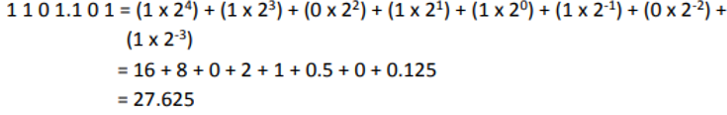 1 1 0 1.1 0 1 = (1 x 2⁴) + (1 x 2³) + (0 x 2²) + (1 x 2¹) + (1 x 2⁰) + (1 x 2⁻¹) + (0 x 2⁻²) +
(1 x 2⁻³)
= 16 + 8 + 0 + 2 + 1 + 0.5 + 0 + 0.125
= 27.625